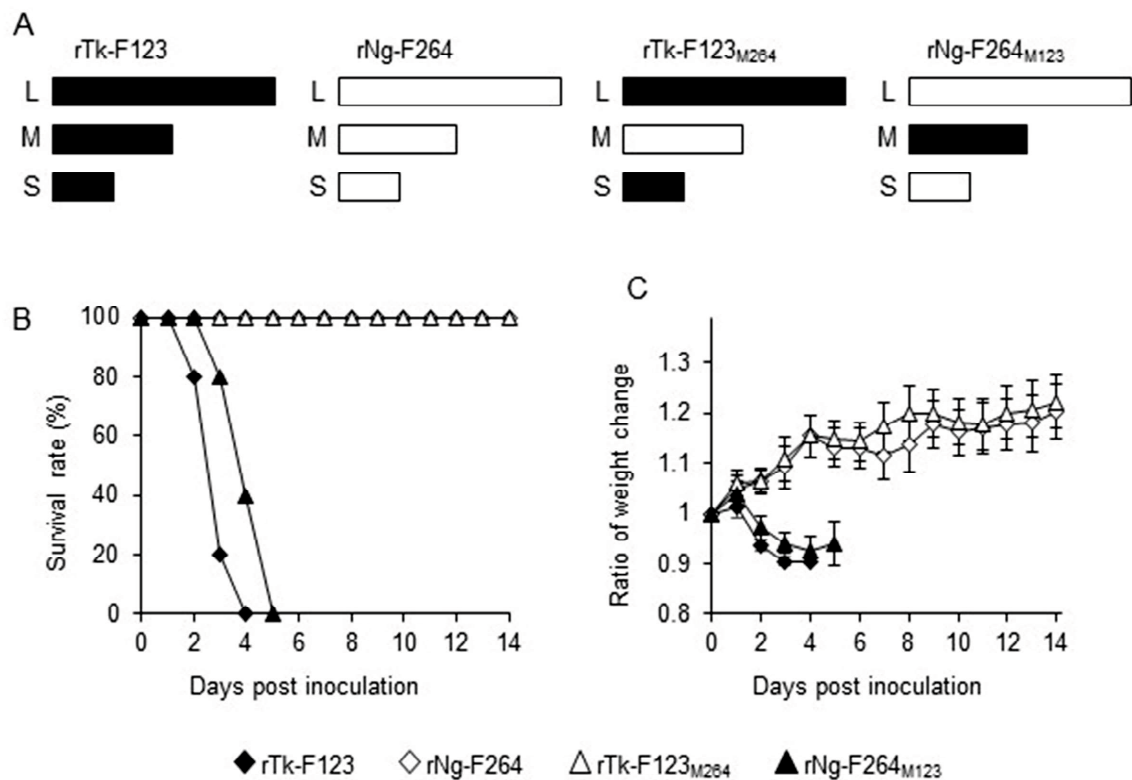 A
rTk-F123 rNg-F264 rTk-F123M264 rNg-F264M123
L L L L
M M M M
S S S S
B
Survival rate (%)
100
80
60
40
20
0
0 2 4 6 8 10 12 14
Days post inoculation
C
Ratio of weight change
1.3
1.2
1.1
1
0.9
0.8
0 2 4 6 8 10 12 14
Days post inoculation
rTk-F123 rNg-F264 rTk-F123M264 rNg-F264M123